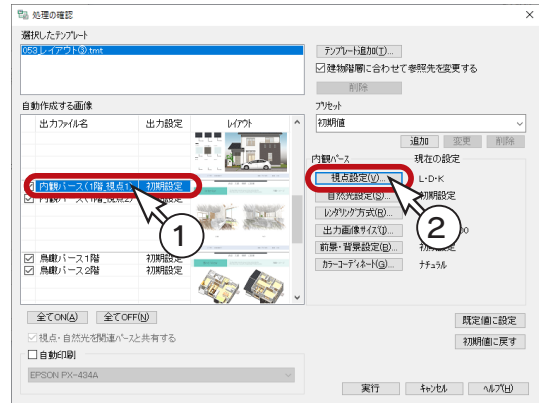 処理の確認
選択したテンプレート
053_レイアウト③.tmt
テンプレート追加(T)...
建物階層に合わせて参照先を変更する
削除
自動作成する画像
プリセット
出力ファイル名 出力設定 レイアウト
初期値
追加 変更 削除
内観パース 現在の設定
内観パース(1階_視点1) 初期設定
視点設定(V)... L・D・K
自然光設定(S)... 初期設定
レンダリング方式(R)...
出力画像サイズ(I)...
前景・背景設定(B)...
カラーコーディネート(G)... ナチュラル
1
2
鳥瞰パース1階 初期設定
鳥瞰パース2階 初期設定
全てON(A) 全てOFF(N)
既定値に設定
視点・自然光を関連パースと共有する
初期値に戻す
自動印刷
EPSON PX-434A
実行 キャンセル ヘルプ(H)